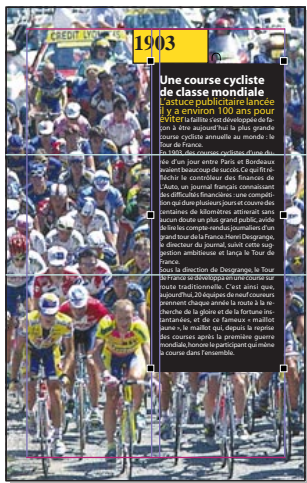 CREDIT LYONNAIS
1903
Une course cycliste
de classe mondiale
L'astuce publicitaire lancée
il y a environ 100 ans pour
éviter la faillite s'est développée de fa-
çon à être aujourd'hui la plus grande
course cycliste annuelle au monde : le
Tour de France.
En 1903, des courses cyclistes d'une du-
rée d'un jour entre Paris et Bordeaux
avaient beaucoup de succès. Ce qui fit ré-
fléchir le contrôleur des finances de
L'Auto, un journal français connaissant
des difficultés financières : une compéti-
tion qui dure plusieurs jours et couvre des
centaines de kilomètres attirerait sans
aucun doute un plus grand public, avide
de lire les compte-rendus journaliers d'un
grand tour de la France. Henri Desgrange,
le directeur du journal, suivit cette sug-
gestion ambitieuse et lança le Tour de
France.
Sous la direction de Desgrange, le Tour
de France se développa en une course sur
route traditionnelle. C'est ainsi que,
aujourd'hui, 20 équipes de neuf coureurs
prennent chaque année la route à la re-
cherche de la gloire et de la fortune ins-
tantanées, et de ce fameux « maillot
jaune », le maillot qui, depuis la reprise
des courses après la première guerre
mondiale, honore le participant qui mène
la course dans l'ensemble.